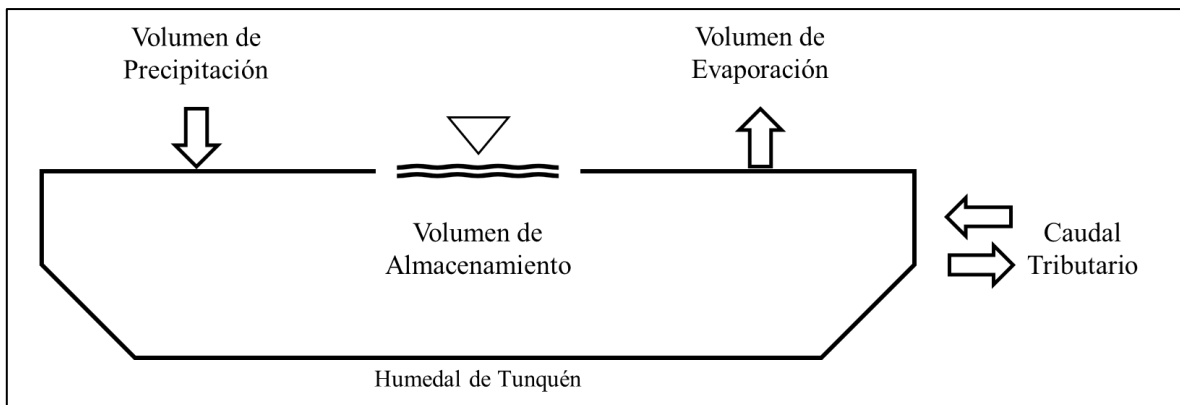 Volumen de
Precipitación
Volumen de
Evaporación
Volumen de
Almacenamiento
Caudal
Tributario
Humedal de Tunquén